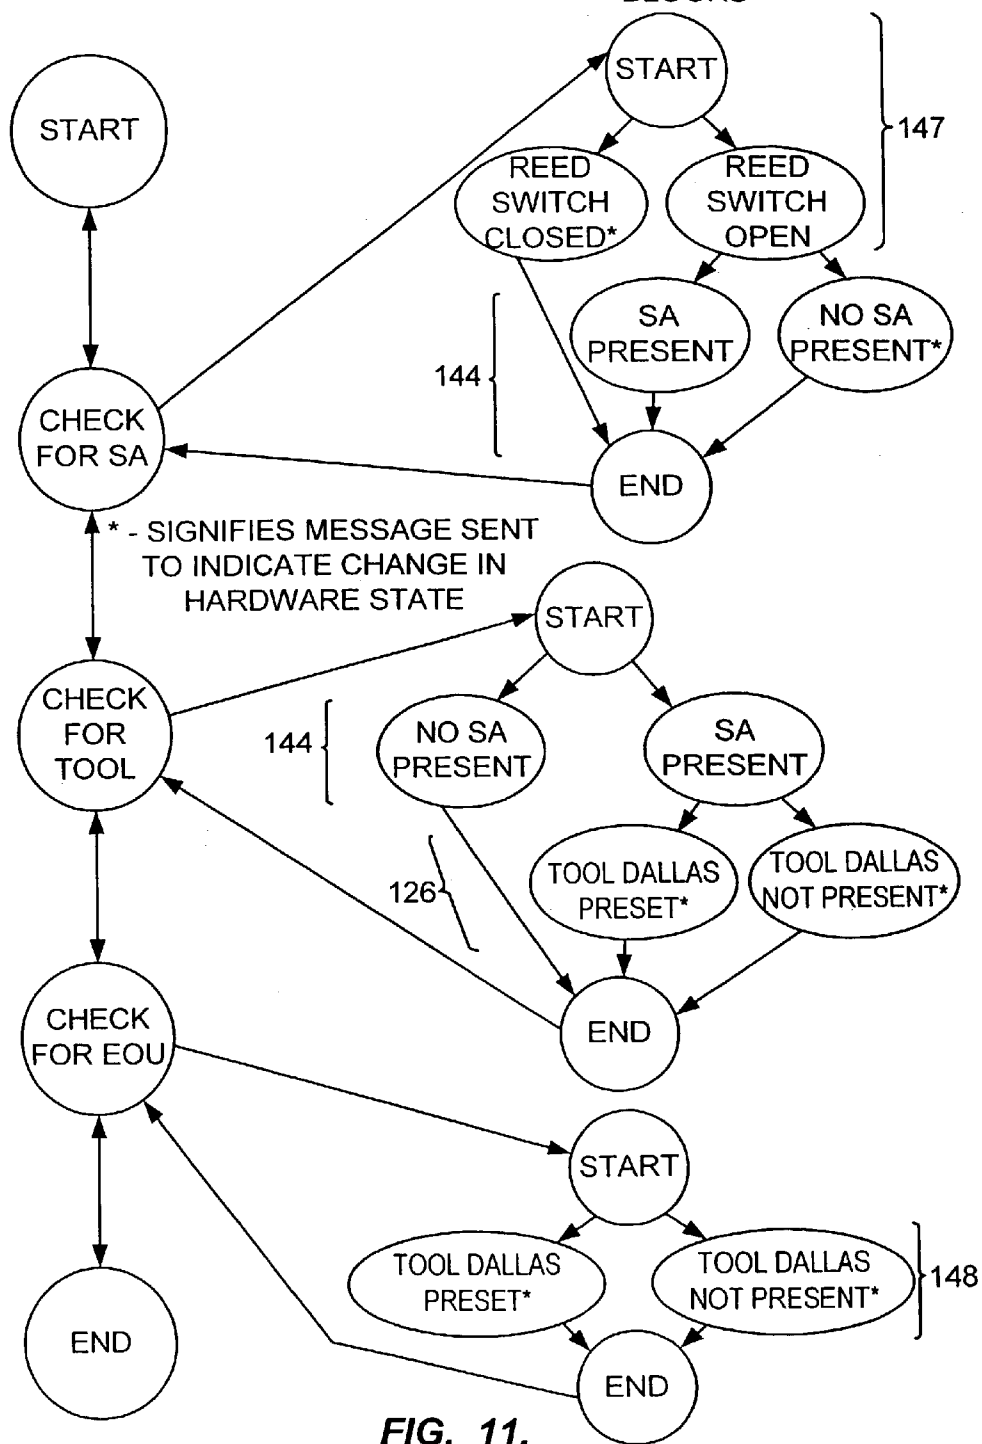 START
START
147
REED
SWITCH
CLOSED*
REED
SWITCH
OPEN
144
SA
PRESENT
NO SA
PRESENT*
CHECK
FOR SA
END
* - SIGNIFIES MESSAGE SENT
TO INDICATE CHANGE IN
HARDWARE STATE
START
CHECK
FOR
TOOL
144
NO SA
PRESENT
SA
PRESENT
126
TOOL DALLAS
PRESET*
TOOL DALLAS
NOT PRESENT*
CHECK
FOR EOU
END
START
TOOL DALLAS
PRESET*
TOOL DALLAS
NOT PRESENT*
148
END
END
FIG. 11.